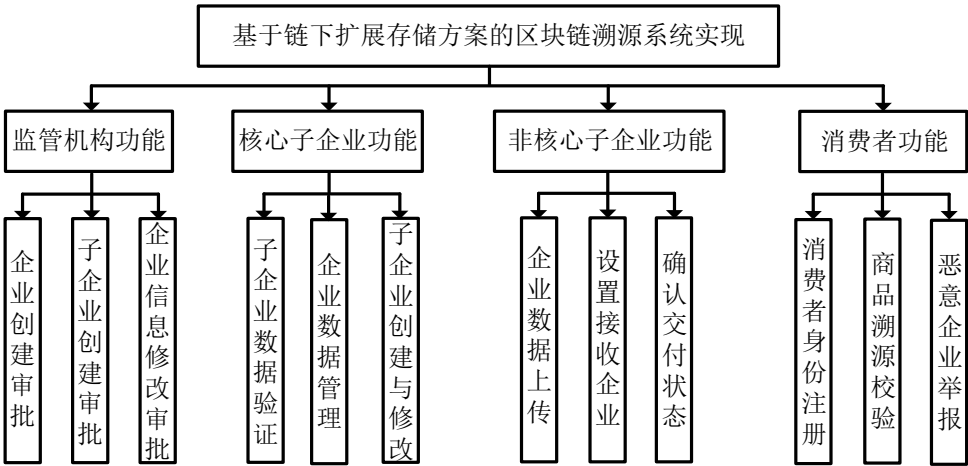 基于链下扩展存储方案的区块链溯源系统实现
监管机构功能
核心子企业功能
非核心子企业功能
消费者功能
企业创建审批
子企业创建审批
企业信息修改审批
子企业数据验证
企业数据管理
子企业创建与修改
企业数据上传
设置接收企业
确认交付状态
消费者身份注册
商品溯源校验
恶意企业举报